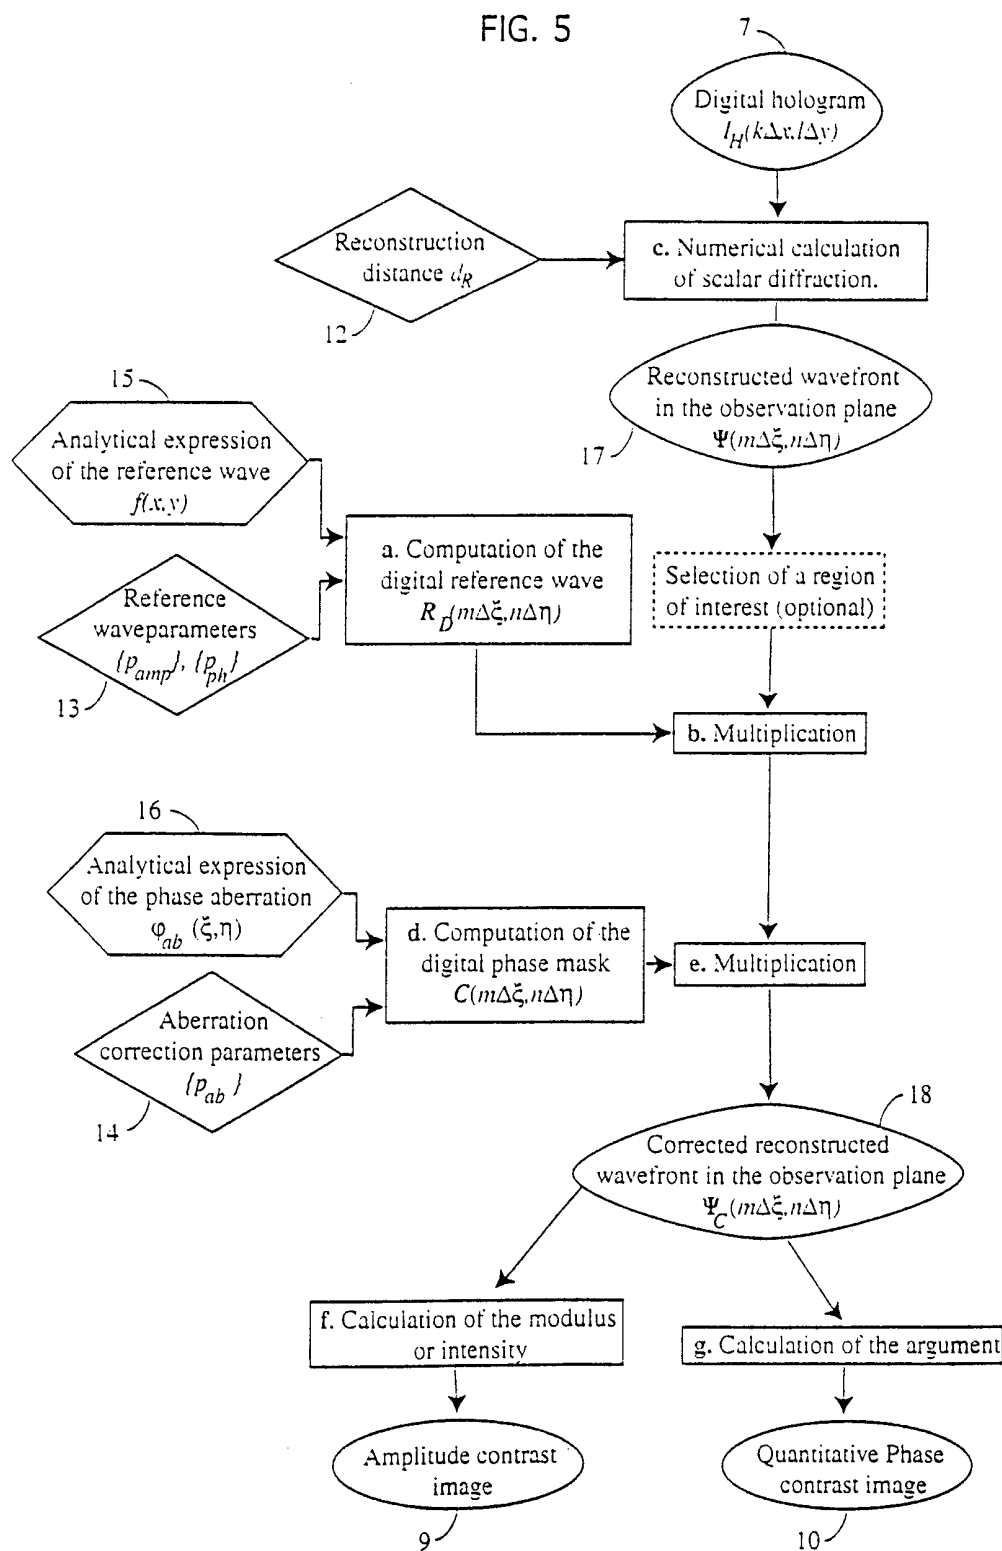 FIG. 5
7
Digital hologram
I_H(kΔx,lΔy)
Reconstruction
distance d_R
12
c. Numerical calculation
of scalar diffraction.
15
Analytical expression
of the reference wave
f(x,y)
Reconstructed wavefront
in the observation plane
Ψ(mΔξ,nΔη)
17
Reference
waveparameters
{p_amp}, {p_ph}
13
a. Computation of the
digital reference wave
R_D(mΔξ,nΔη)
Selection of a region
of interest (optional)
b. Multiplication
16
Analytical expression
of the phase aberration
φ_ab (ξ,η)
Aberration
correction parameters
{p_ab}
14
d. Computation of the
digital phase mask
C(mΔξ,nΔη)
e. Multiplication
18
Corrected reconstructed
wavefront in the observation plane
Ψ_C(mΔξ,nΔη)
f. Calculation of the modulus
or intensity
g. Calculation of the argument
Amplitude contrast
image
9
Quantitative Phase
contrast image
10